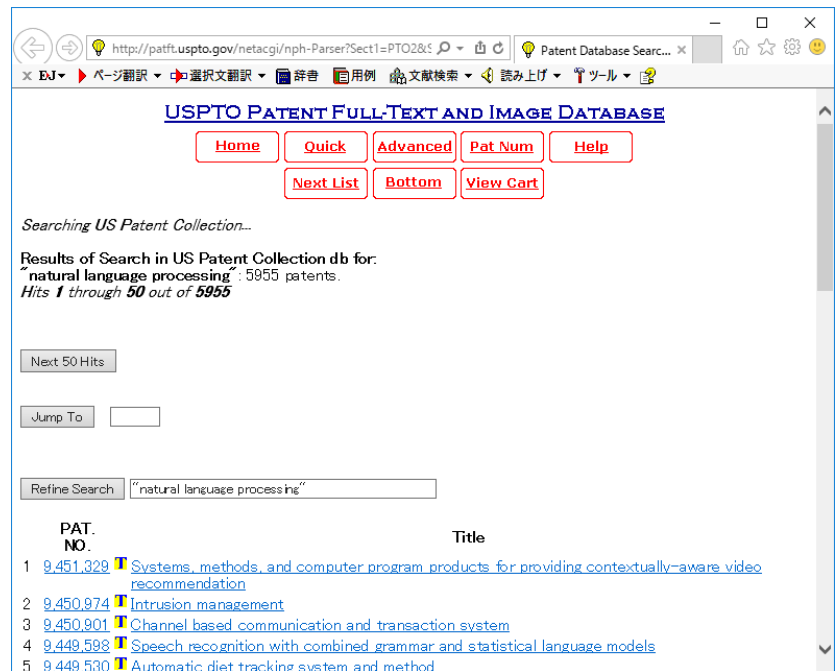 http://patft.uspto.gov/netacgi/nph-Parser?Sect1=PTO2&S
Patent Database Searc...
× ページ翻訳 選択文翻訳 辞書 用例 文献検索 読み上げ ツール
USPTO PATENT FULL-TEXT AND IMAGE DATABASE
Home Quick Advanced Pat Num Help
Next List Bottom View Cart
Searching US Patent Collection...
Results of Search in US Patent Collection db for:
"natural language processing": 5955 patents.
Hits 1 through 50 out of 5955
Next 50 Hits
Jump To
Refine Search "natural language processing"
PAT. NO. Title
1 9,451,329 T Systems, methods, and computer program products for providing contextually-aware video
recommendation
2 9,450,974 T Intrusion management
3 9,450,901 T Channel based communication and transaction system
4 9,449,598 T Speech recognition with combined grammar and statistical language models
5 9,449,530 T Automatic diet tracking system and method